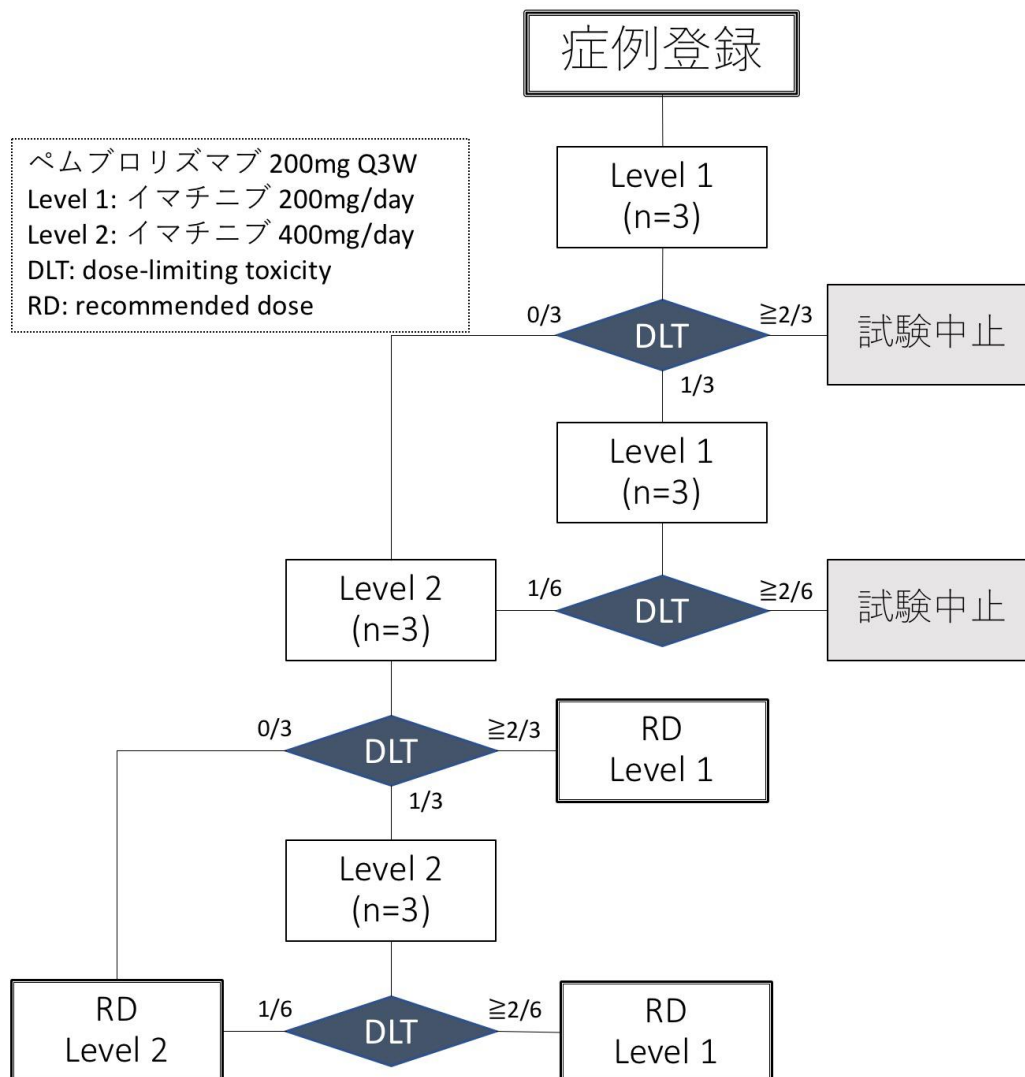 症例登録
ペムブロリズマブ 200mg Q3W
Level 1: イマチニブ 200mg/day
Level 2: イマチニブ 400mg/day
DLT: dose-limiting toxicity
RD: recommended dose
Level 1
(n=3)
0/3
DLT
≧2/3
試験中止
1/3
Level 1
(n=3)
Level 2
(n=3)
1/6
DLT
≧2/6
試験中止
0/3
DLT
≧2/3
RD
Level 1
1/3
Level 2
(n=3)
RD
Level 2
1/6
DLT
≧2/6
RD
Level 1